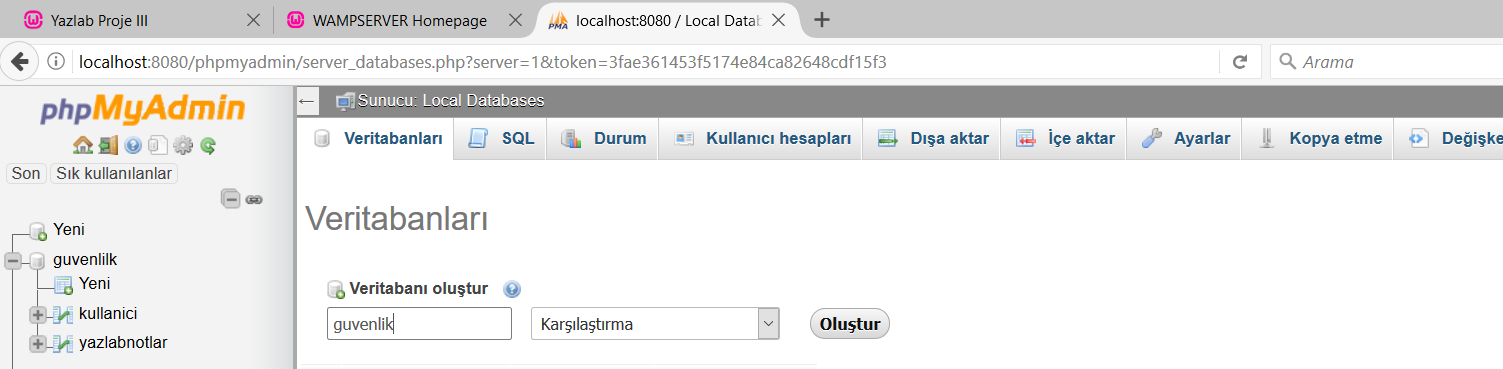 Yazlab Proje III
WAMPSERVER Homepage
localhost:8080 / Local Datab
localhost:8080/phpmyadmin/server_databases.php?server=1&token=3fae361453f5174e84ca82648cdf15f3
Arama
phpMyAdmin
Son Sık kullanılanlar
Yeni
guvenlilk
Yeni
kullanici
yazlabnotlar
Sunucu: Local Databases
Veritabanları SQL Durum Kullanıcı hesapları Dışa aktar İçe aktar Ayarlar Kopya etme Değişke
Veritabanları
Veritabanı oluştur
guvenlik Karşılaştırma Oluştur